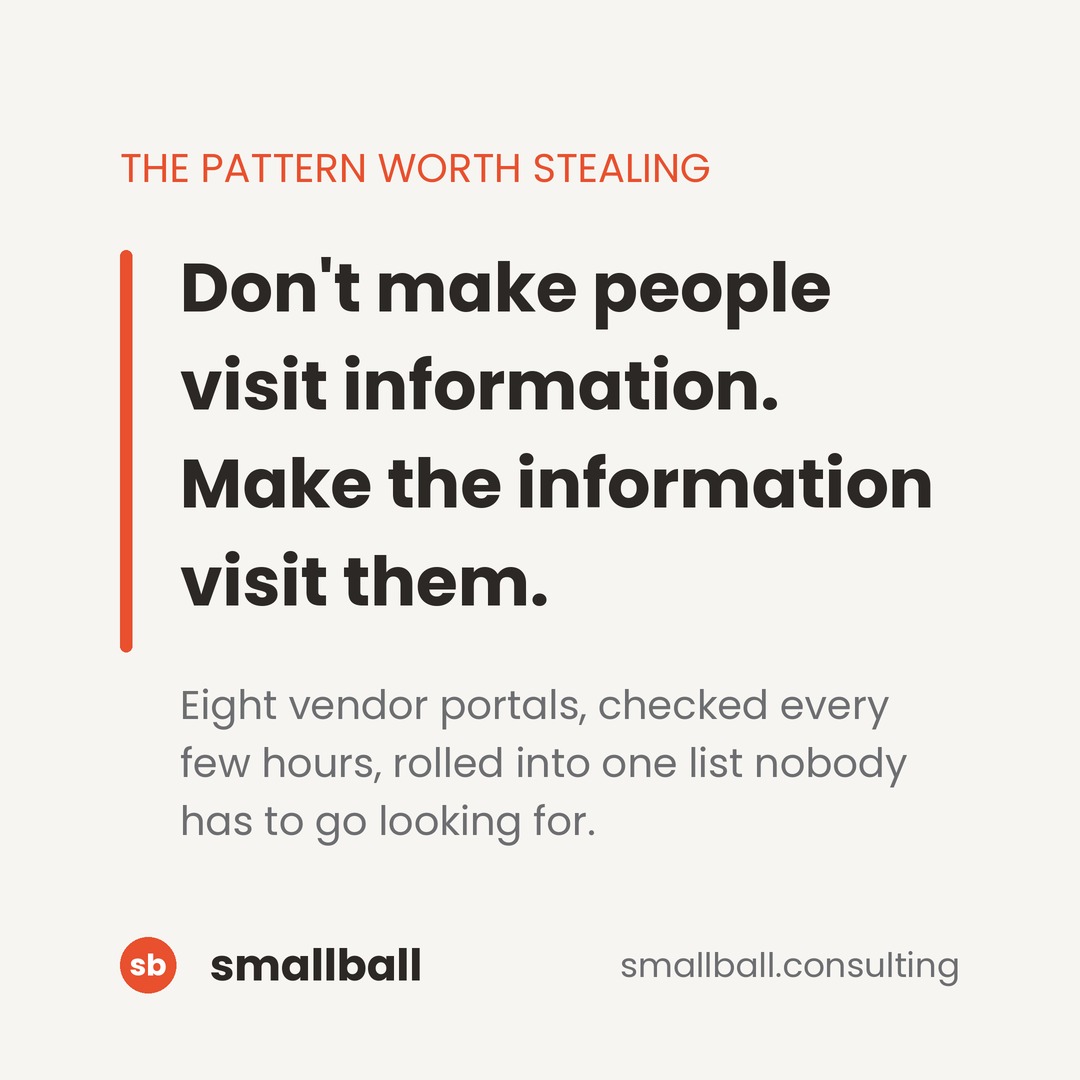 THE PATTERN WORTH STEALING
Don't make people
visit information.
Make the information
visit them.
Eight vendor portals, checked every
few hours, rolled into one list nobody
has to go looking for.
sb smallball smallball.consulting